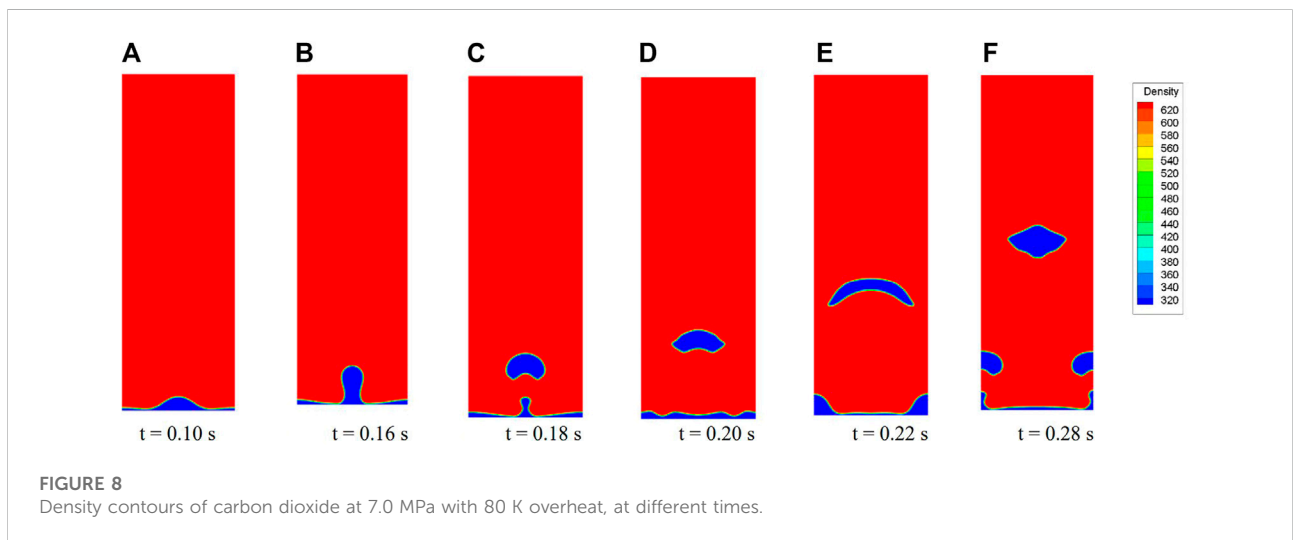 A
B
C
D
E
F
Density
620
600
580
560
540
520
500
480
460
440
420
400
380
360
340
320
t = 0.10 s
t = 0.16 s
t = 0.18 s
t = 0.20 s
t = 0.22 s
t = 0.28 s
FIGURE 8
Density contours of carbon dioxide at 7.0 MPa with 80 K overheat, at different times.